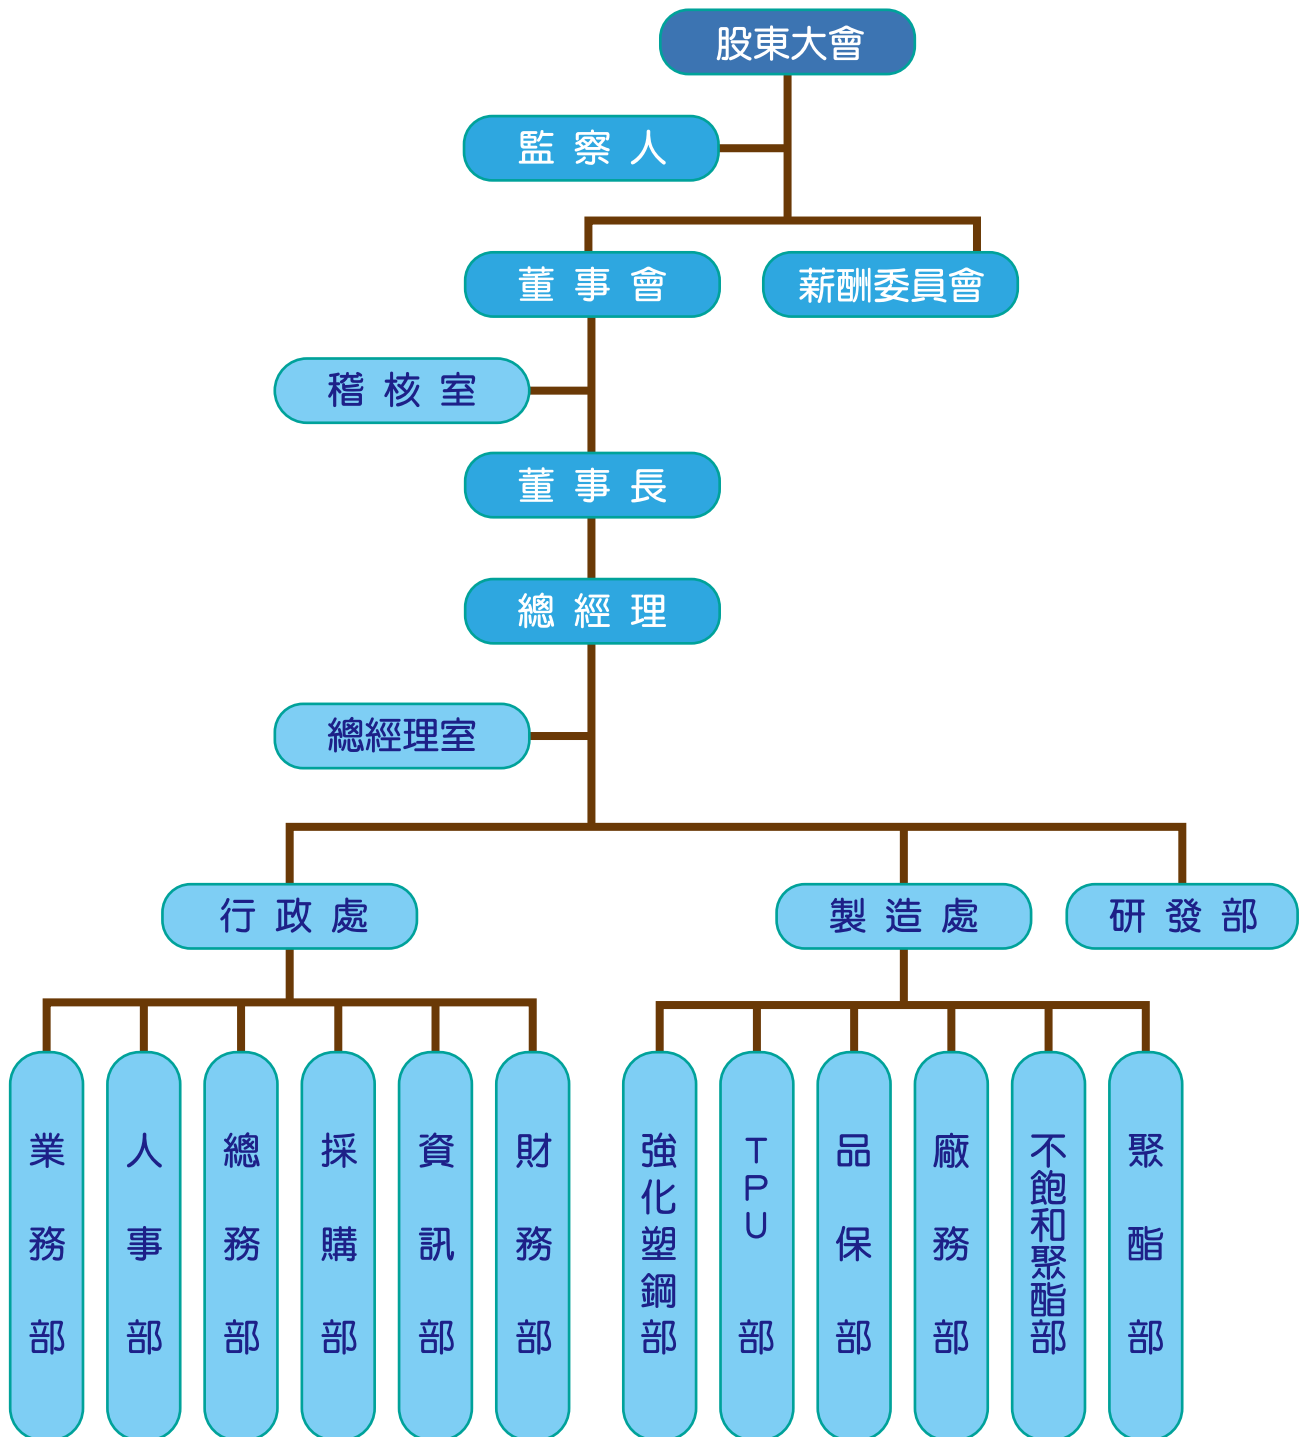 股東大會
監察人
董事會
薪酬委員會
稽核室
董事長
總經理
總經理室
行政處
製造處
研發部
業務部
人事部
總務部
採購部
資訊部
財務部
強化塑鋼部
TPU部
品保部
廠務部
不飽和聚酯部
聚酯部